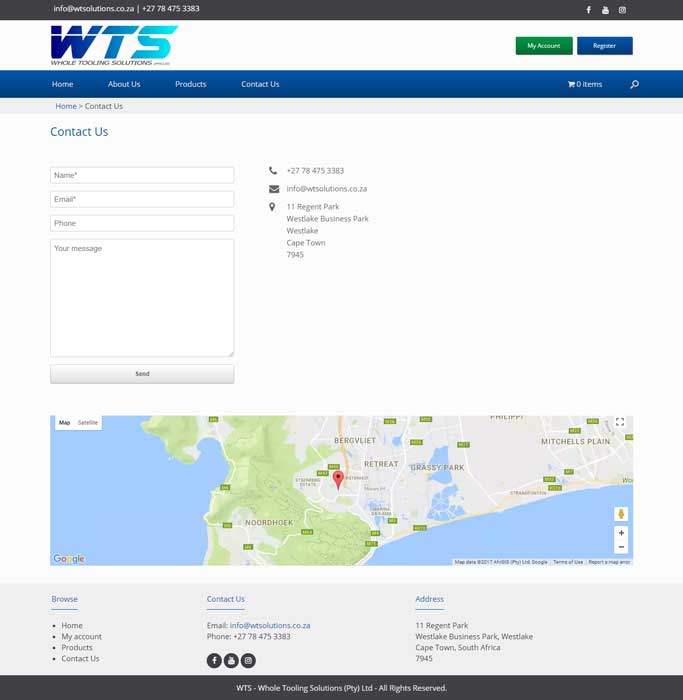 info@wtsolutions.co.za | +27 78 475 3383
WTS
WHOLE TOOLING SOLUTIONS
My Account
Register
Home
About Us
Products
Contact Us
0 items
Home > Contact Us
Contact Us
Name*
Email*
Phone
Your message
Send
+27 78 475 3383
info@wtsolutions.co.za
11 Regent Park
Westlake Business Park
Westlake
Cape Town
7945
Map
Satellite
PHILIPPI
BERGVLIET
MITCHELLS PLAIN
RETREAT
GRASSY PARK
STRANDFONTEIN
NOORDHOEK
Google
Map data ©2017 AfriGIS (Pty) Ltd, Google
Terms of Use
Report a map error
Browse
Home
My account
Products
Contact Us
Contact Us
Email: info@wtsolutions.co.za
Phone: +27 78 475 3383
Address
11 Regent Park
Westlake Business Park, Westlake
Cape Town, South Africa
7945
WTS - Whole Tooling Solutions (Pty) Ltd - All Rights Reserved.